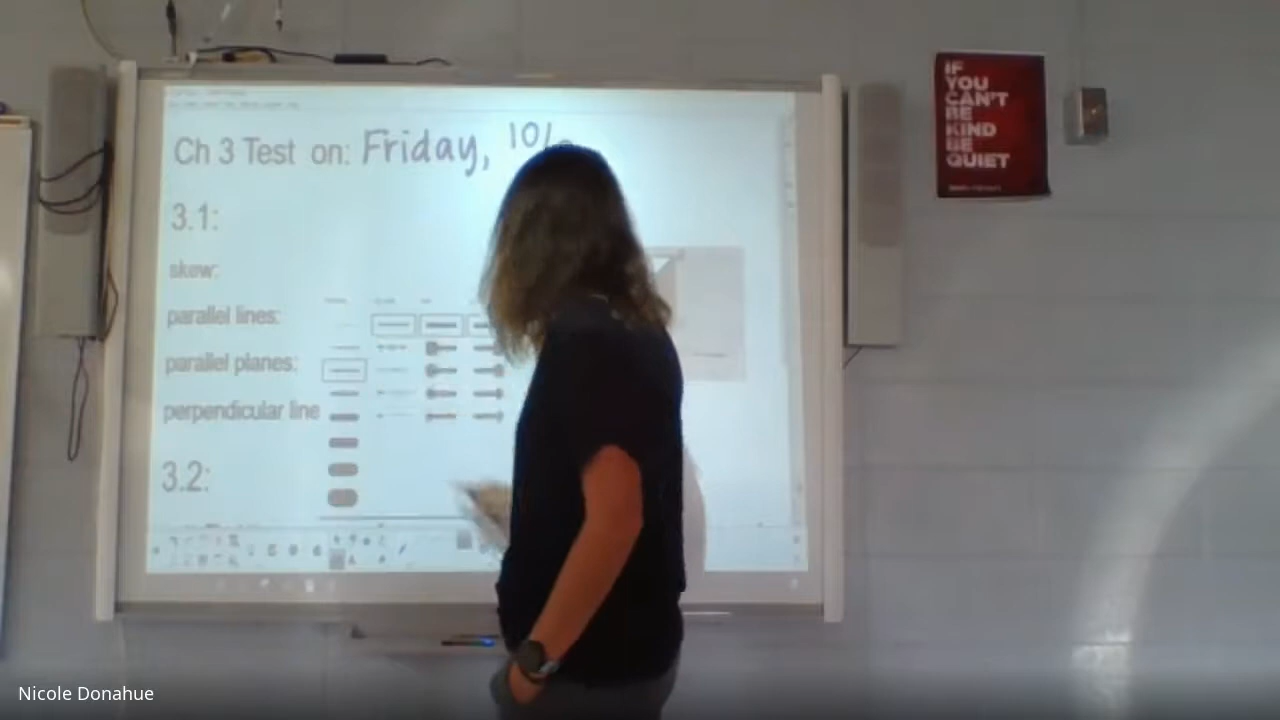 Ch 3 Test on: Friday, 10/
3.1:
skew:
parallel lines:
parallel planes:
perpendicular line
3.2:
IF
YOU
CAN'T
BE
KIND
BE
QUIET
Nicole Donahue